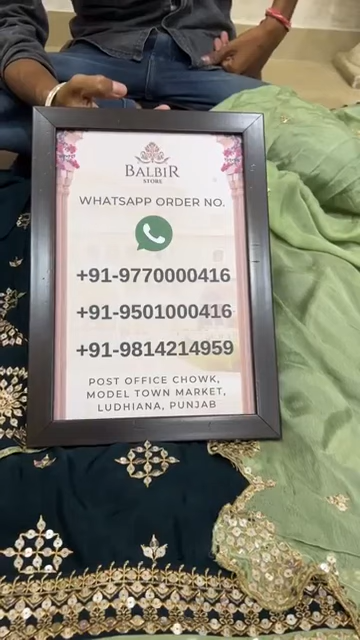 BALBIR
STORE
WHATSAPP ORDER NO.
+91-9770000416
+91-9501000416
+91-9814214959
POST OFFICE CHOWK,
MODEL TOWN MARKET,
LUDHIANA, PUNJAB